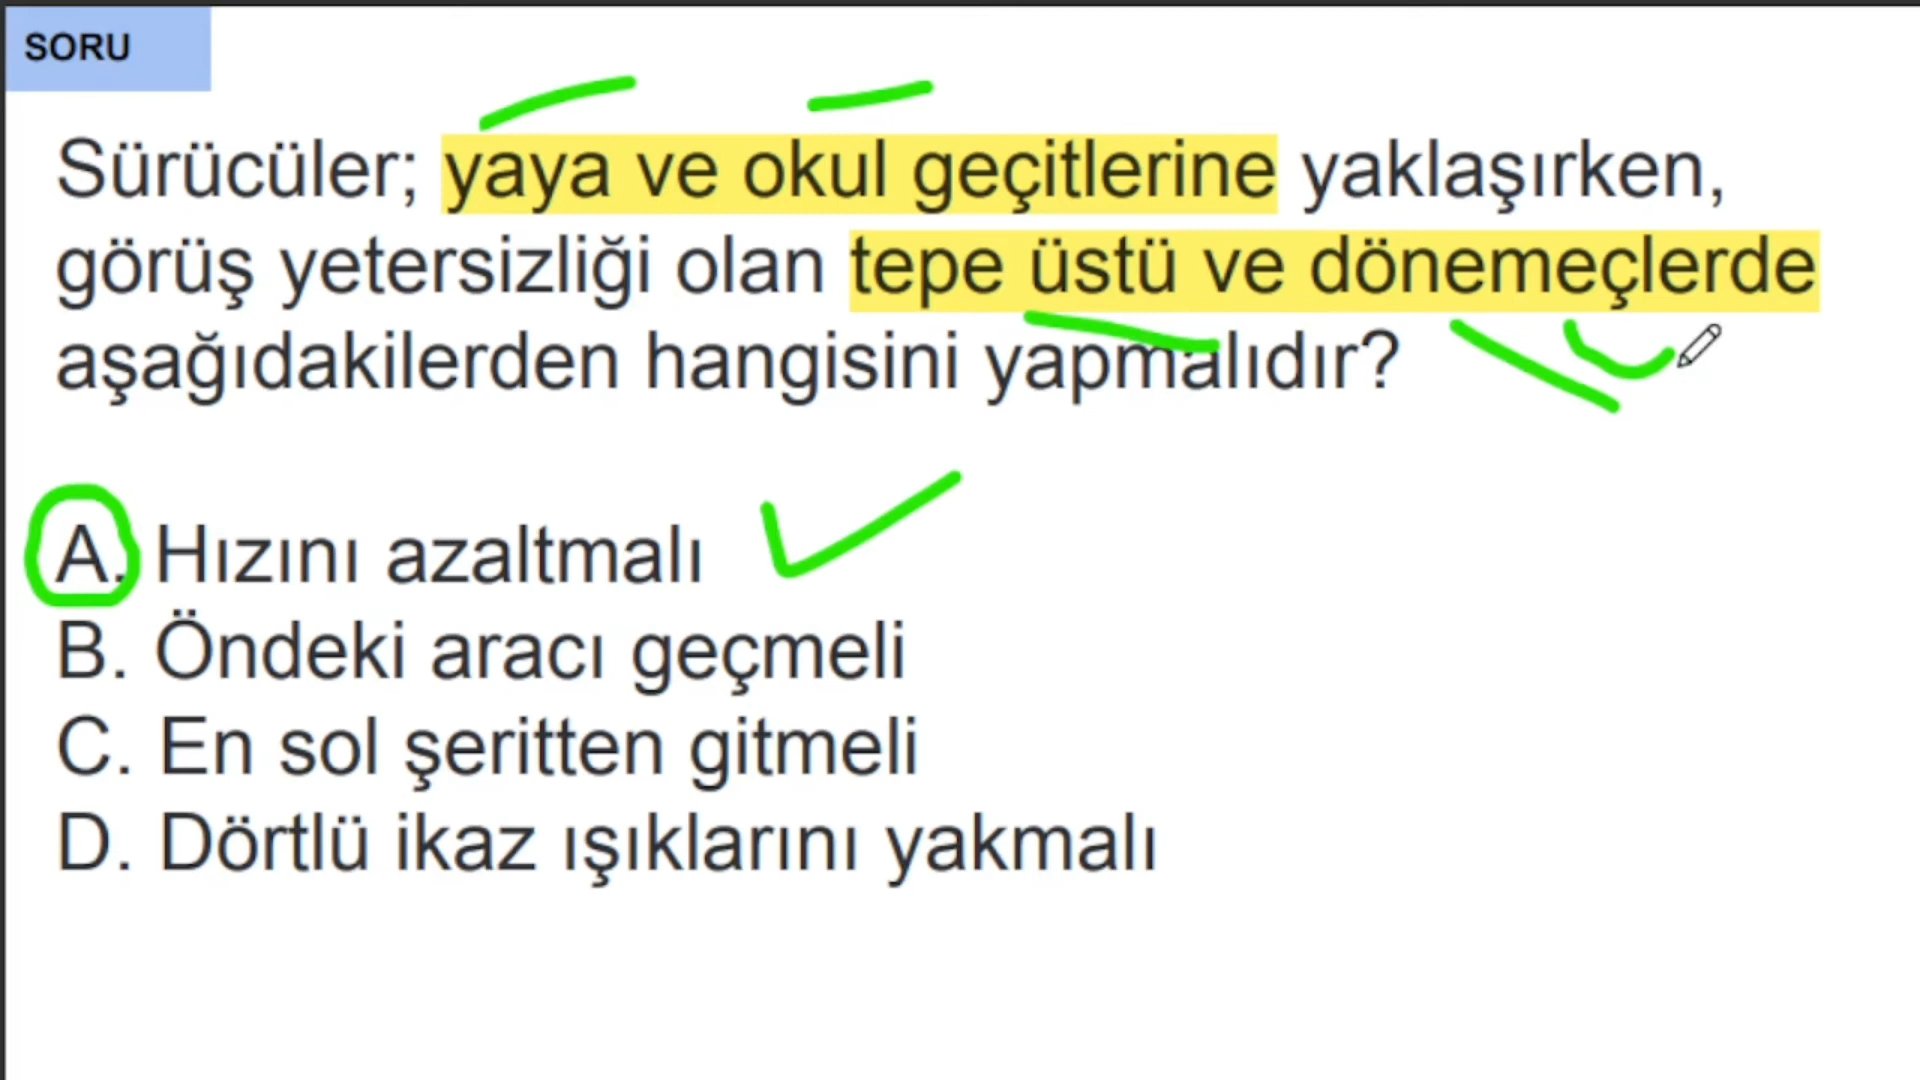 SORU
Sürücüler; yaya ve okul geçitlerine yaklaşırken,
görüş yetersizliği olan tepe üstü ve dönemeçlerde
aşağıdakilerden hangisini yapmalıdır?
A. Hızını azaltmalı
B. Öndeki aracı geçmeli
C. En sol şeritten gitmeli
D. Dörtlü ikaz ışıklarını yakmalı